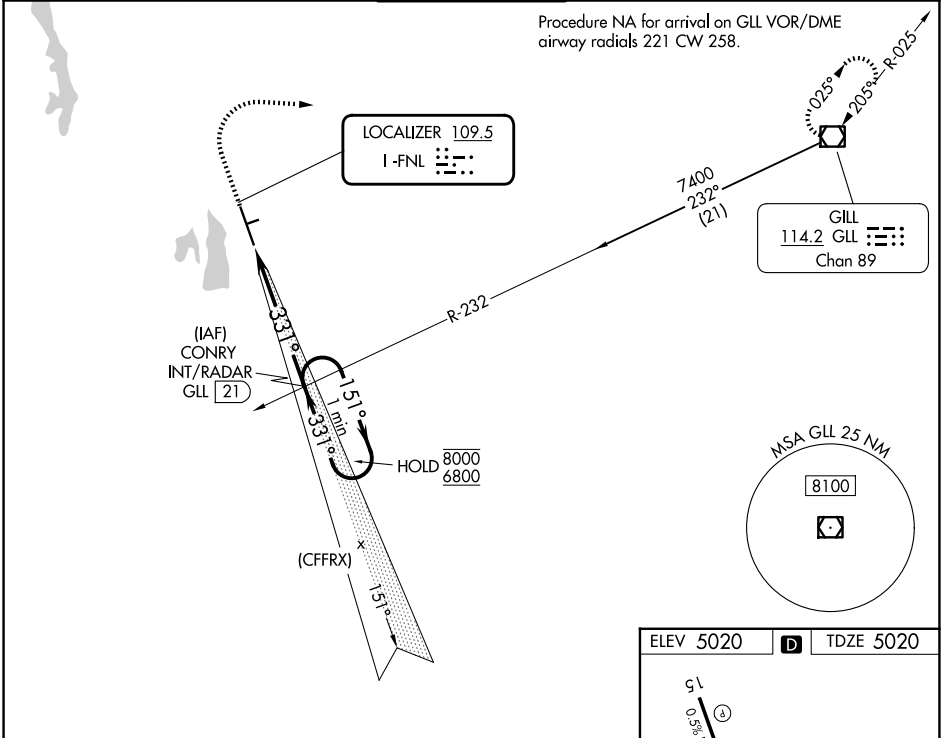 Procedure NA for arrival on GLL VOR/DME
airway radials 221 CW 258.
R-025
025°
205°
LOCALIZER 109.5
I-FNL
7400
232°
(21)
GILL
114.2 GLL
Chan 89
R-232
331°
(IAF)
CONRY
INT/RADAR
GLL 21
151°
1 min
331°
HOLD 8000
6800
MSA GLL 25 NM
8100
(CFFRX)
x
151°
ELEV 5020
D
TDZE 5020
15
P
0.5%